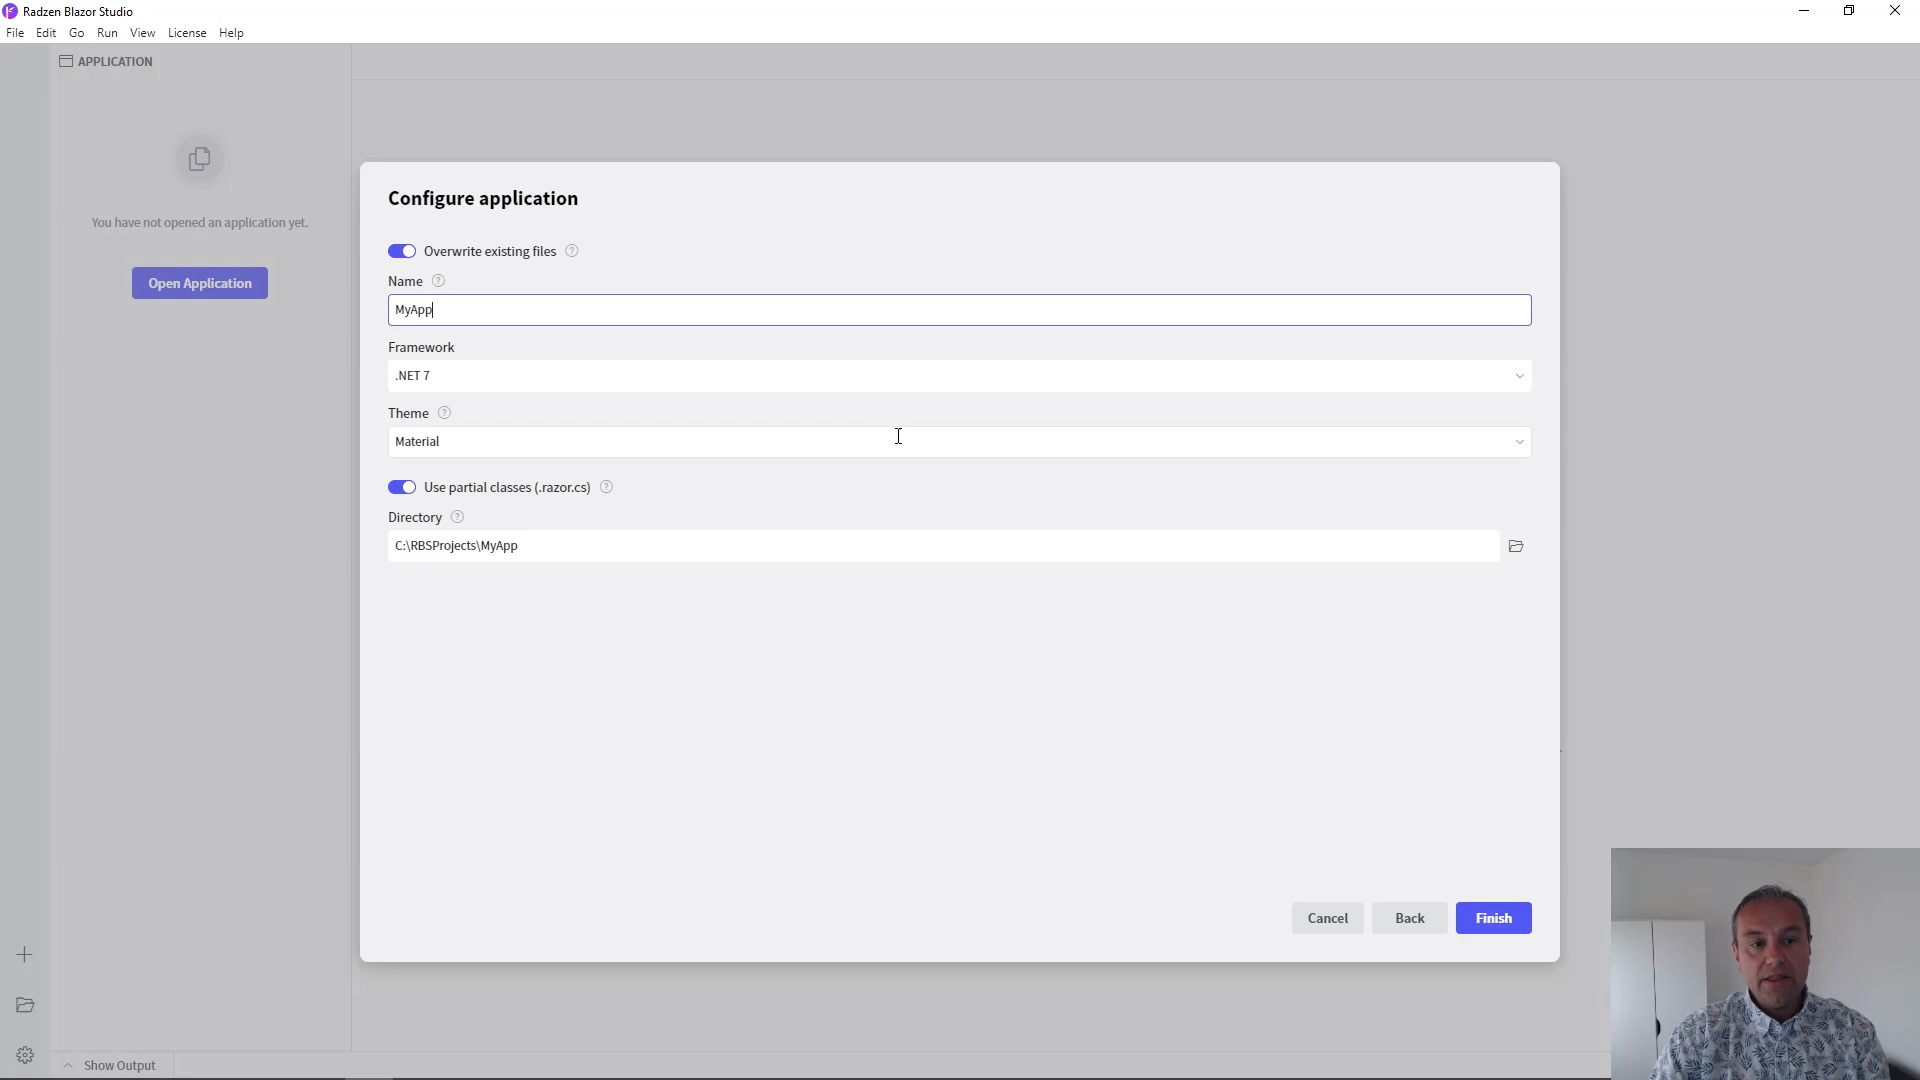 Radzen Blazor Studio
File Edit Go Run View License Help
APPLICATION
You have not opened an application yet.
Open Application
Configure application
Overwrite existing files ?
Name ?
MyApp
Framework
.NET 7
Theme ?
Material
Use partial classes (.razor.cs) ?
Directory ?
C:\RBSProjects\MyApp
Cancel Back Finish
Show Output